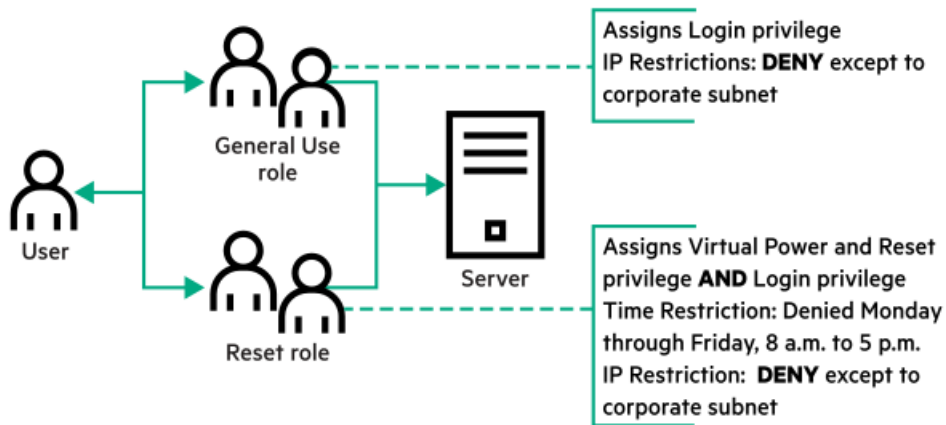 Assigns Login privilege
IP Restrictions: DENY except to
corporate subnet
General Use
role
User
Server
Assigns Virtual Power and Reset
privilege AND Login privilege
Time Restriction: Denied Monday
through Friday, 8 a.m. to 5 p.m.
IP Restriction: DENY except to
corporate subnet
Reset role